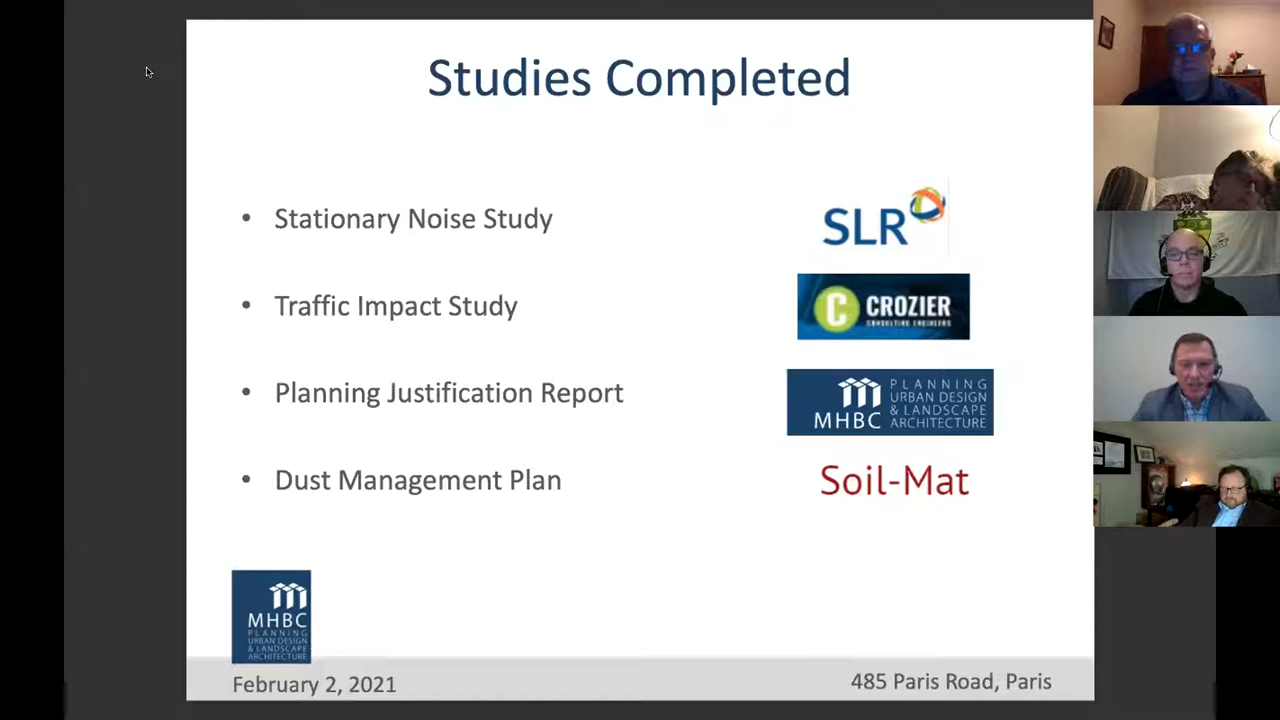 Studies Completed
• Stationary Noise Study
SLR
• Traffic Impact Study
C CROZIER
CONSULTING ENGINEERS
• Planning Justification Report
MHBC
PLANNING
URBAN DESIGN
& LANDSCAPE
ARCHITECTURE
• Dust Management Plan
Soil-Mat
MHBC
PLANNING
URBAN DESIGN
& LANDSCAPE
ARCHITECTURE
February 2, 2021
485 Paris Road, Paris